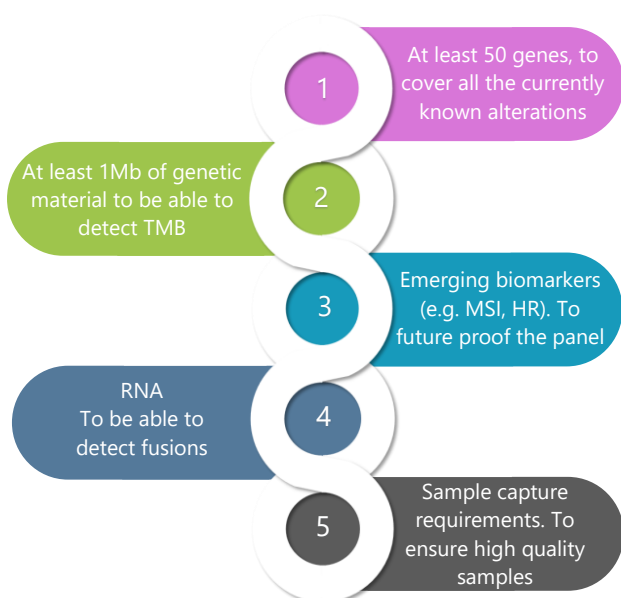 1
At least 50 genes, to
cover all the currently
known alterations
At least 1Mb of genetic
material to be able to
detect TMB
2
3
Emerging biomarkers
(e.g. MSI, HR). To
future proof the panel
RNA
To be able to
detect fusions
4
5
Sample capture
requirements. To
ensure high quality
samples